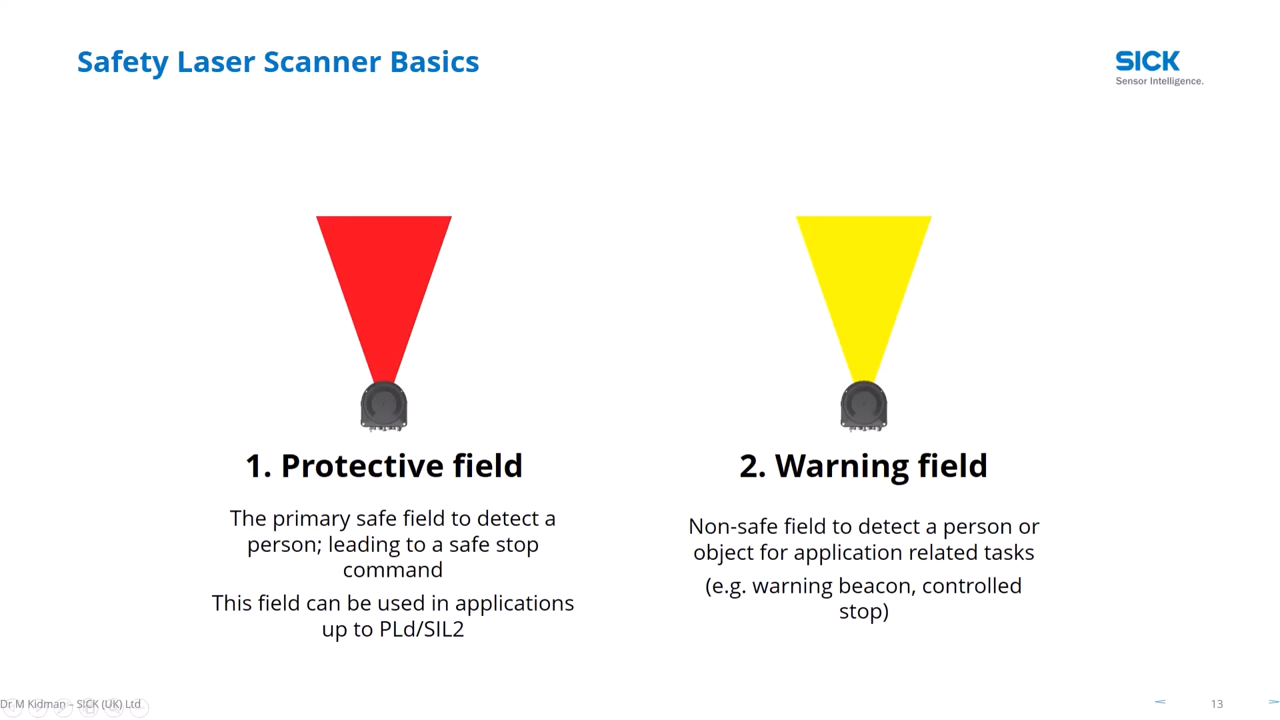 Safety Laser Scanner Basics
SICK
Sensor Intelligence.
1. Protective field
The primary safe field to detect a
person; leading to a safe stop
command
This field can be used in applications
up to PLd/SIL2
2. Warning field
Non-safe field to detect a person or
object for application related tasks
(e.g. warning beacon, controlled
stop)
Dr M Kidman – SICK (UK) Ltd
13